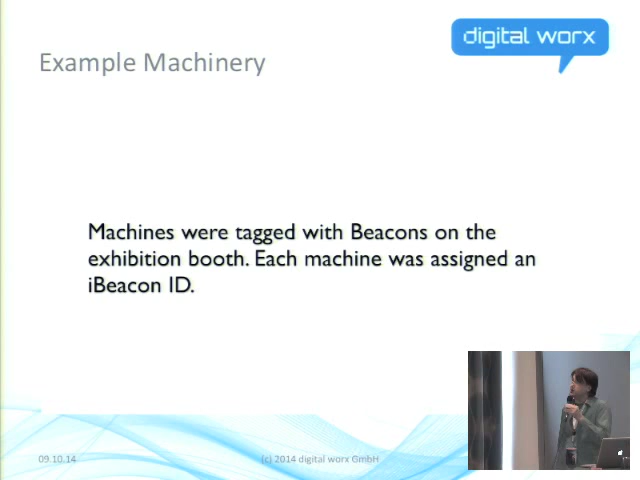 digital worx
Example Machinery
Machines were tagged with Beacons on the
exhibition booth. Each machine was assigned an
iBeacon ID.
09.10.14
(c) 2014 digital worx GmbH